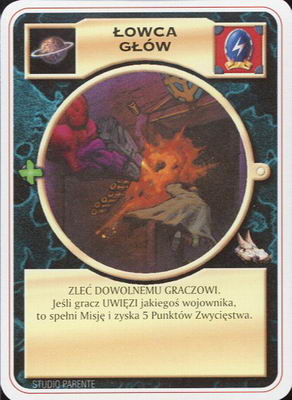 ŁOWCA
GŁÓW
ZLEĆ DOWOLNEMU GRACZOWI.
Jeśli gracz UWIĘZI jakiegoś wojownika,
to spełni Misję i zyska 5 Punktów Zwycięstwa.
STUDIO PARENTE